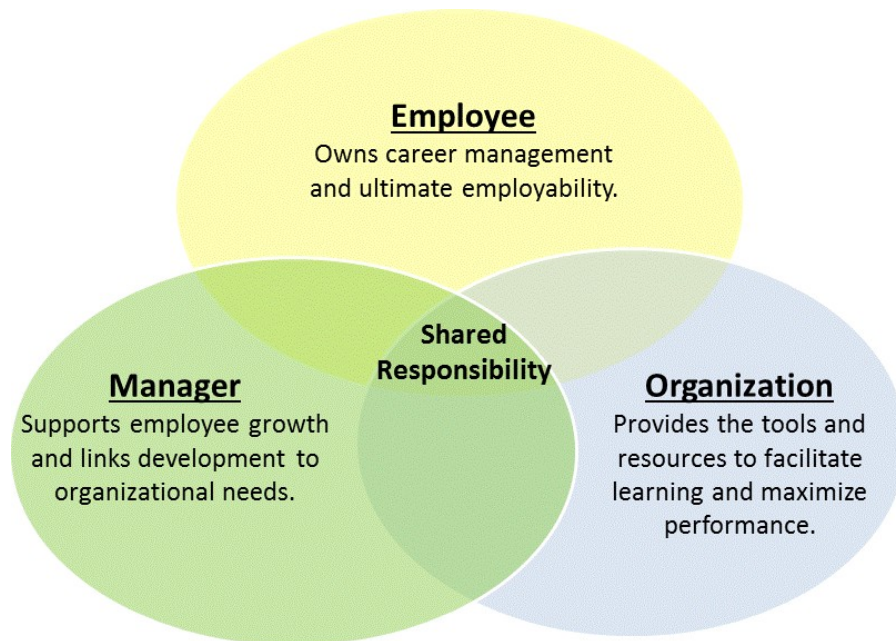 Employee
Owns career management
and ultimate employability.
Shared
Responsibility
Manager
Supports employee growth
and links development to
organizational needs.
Organization
Provides the tools and
resources to facilitate
learning and maximize
performance.